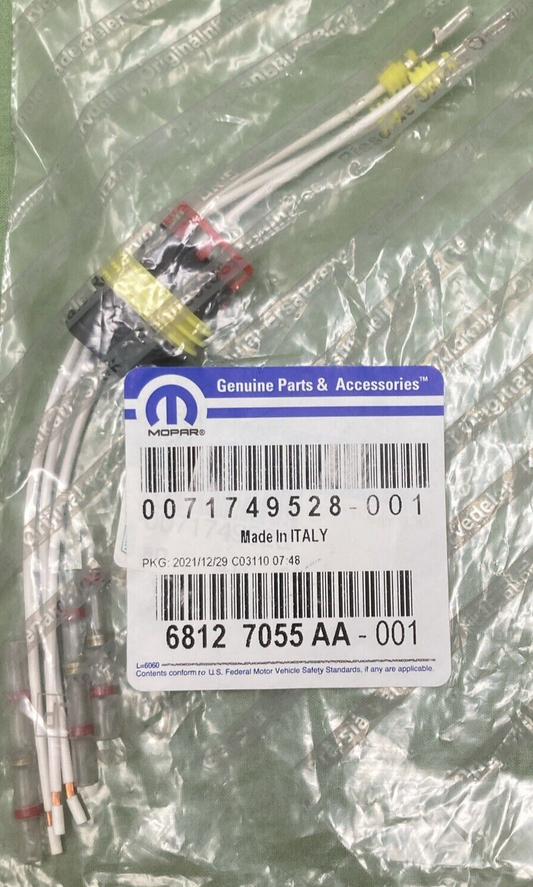 Genuine Parts & Accessories™
MOPAR®
0071749528-001
Made In ITALY
PKG: 2021/12/29 C03110 07:48
6812 7055 AA - 001
L=6060
Contents conform to U.S. Federal Motor Vehicle Safety Standards, if any are applicable.